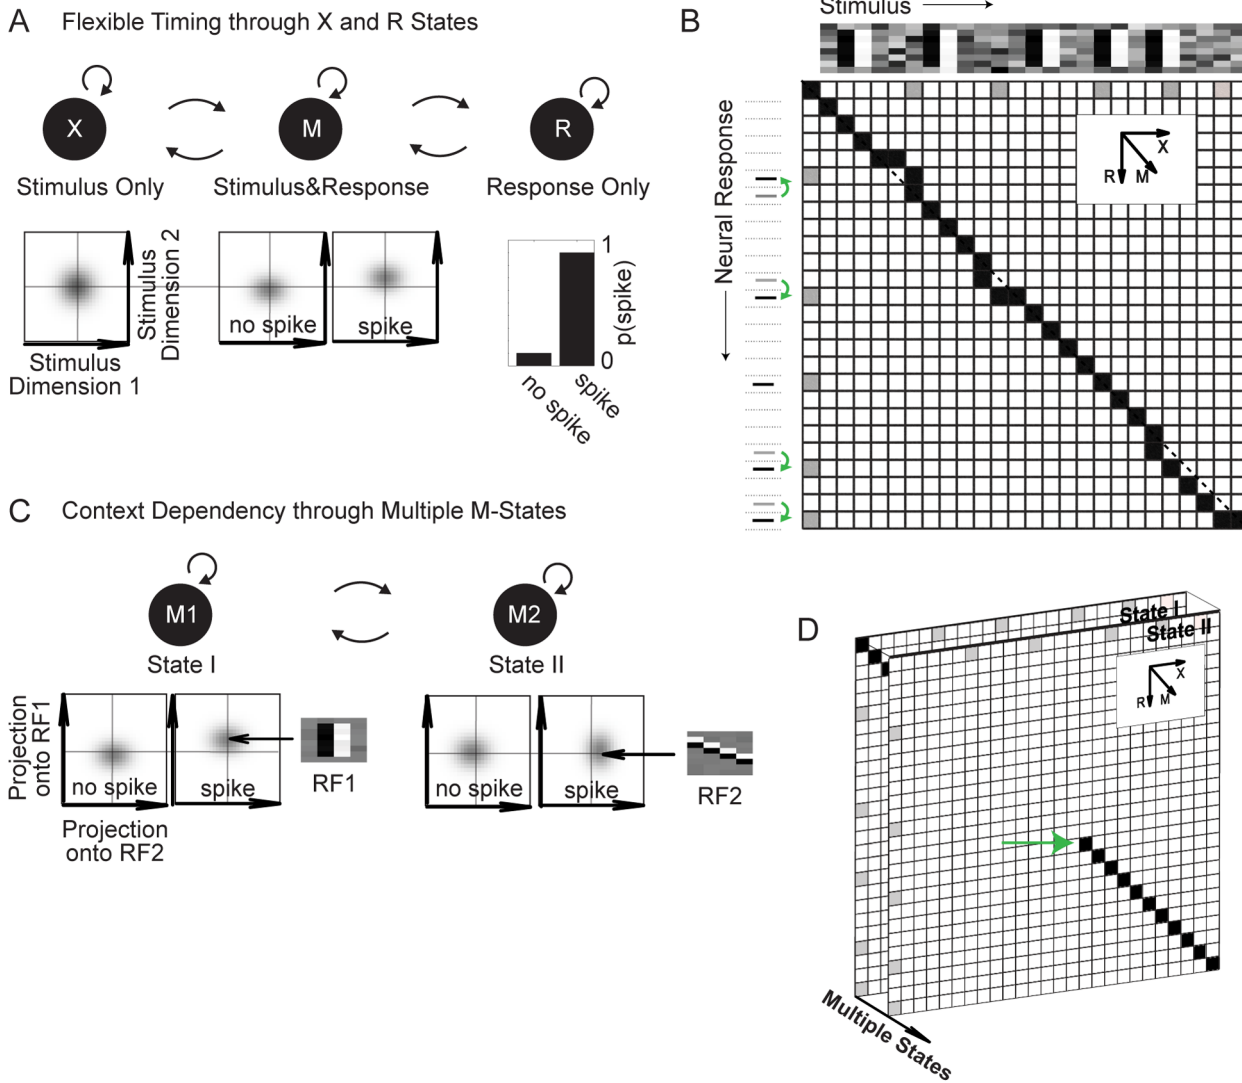 A Flexible Timing through X and R States
X
M
R
Stimulus Only
Stimulus&Response
Response Only
Stimulus
Dimension 2
no spike
spike
Stimulus
Dimension 1
1
0
p(spike)
no spike
spike
B
Stimulus
Neural Response
X
R
M
C Context Dependency through Multiple M-States
M1
M2
State I
State II
Projection
onto RF1
no spike
spike
RF1
no spike
spike
RF2
Projection
onto RF2
D
State I
State II
X
R
M
Multiple States